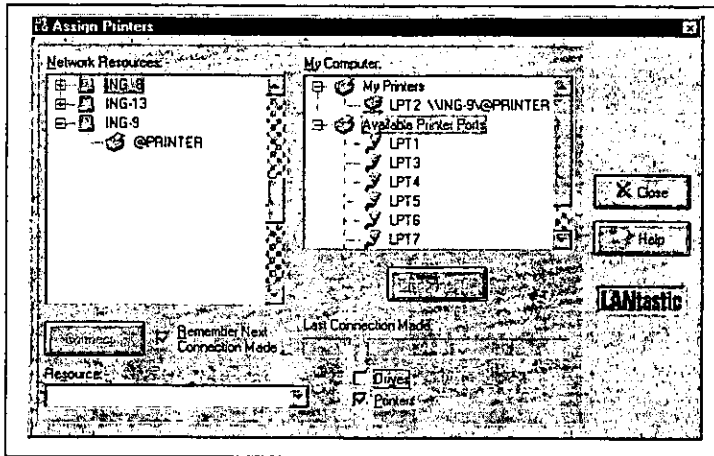 Assign Printers
Network Resources:
ING-13
ING-9
@PRINTER
My Computer:
My Printers
LPT2 \\ING-9\@PRINTER
Available Printer Ports
LPT1
LPT3
LPT4
LPT5
LPT6
LPT7
Close
Help
LANtastic
Connect
Remember Next
Connection Made
Last Connection Made:
Resource:
Drives
Printers